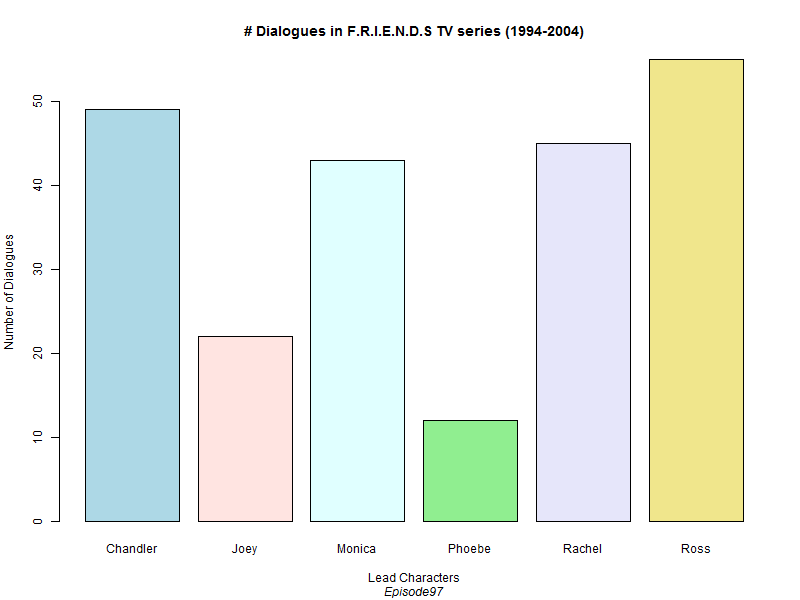 # Dialogues in F.R.I.E.N.D.S TV series (1994-2004)
Number of Dialogues
50
40
30
20
10
0
Chandler Joey Monica Phoebe Rachel Ross
Lead Characters
Episode97